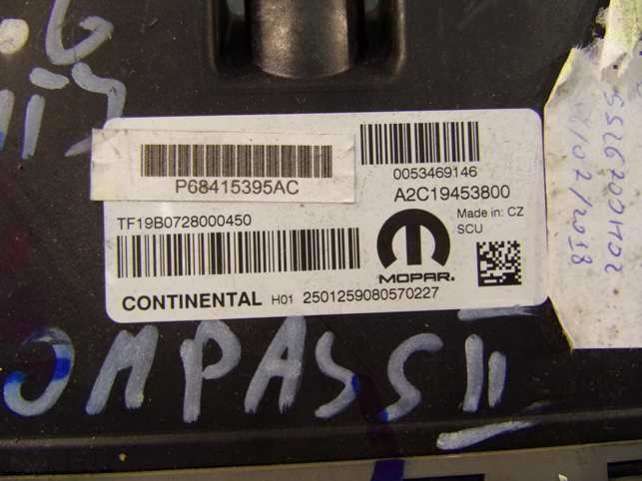 P68415395AC
0053469146
A2C19453800
TF19B0728000450
Made in: CZ
SCU
MOPAR.
CONTINENTAL H01 2501259080570227
OMPASS II